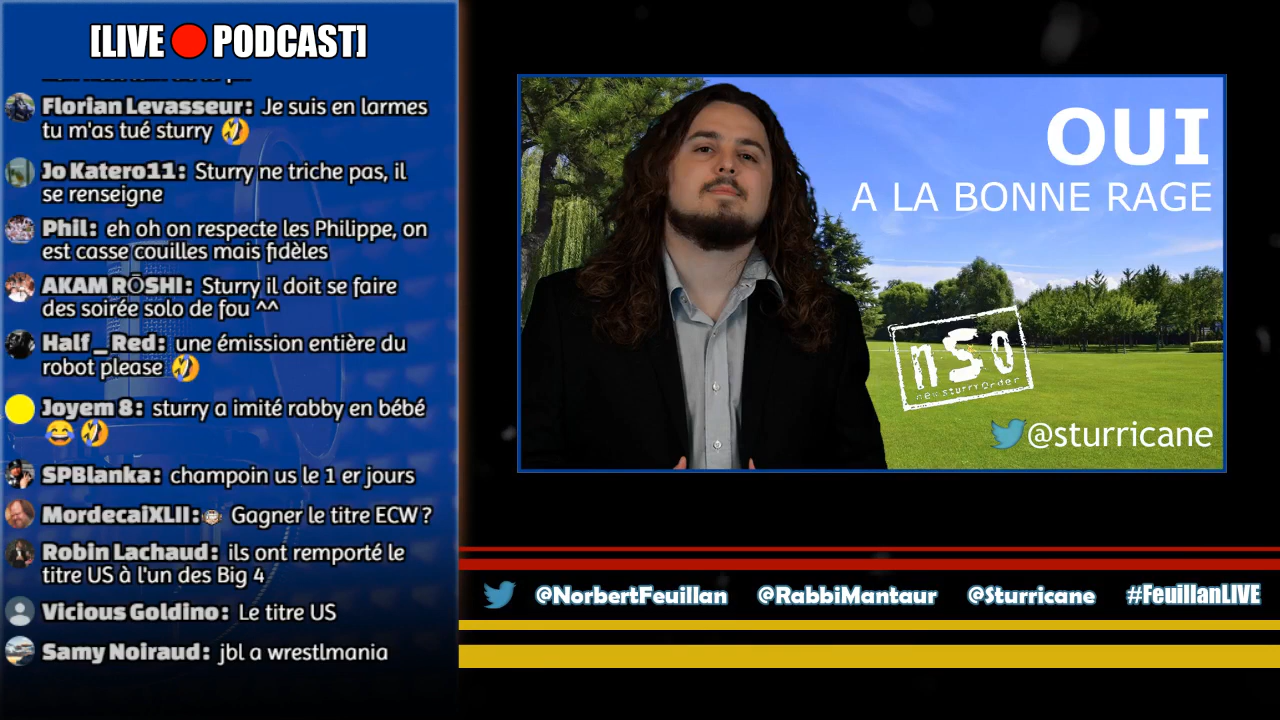 [LIVE PODCAST]
Florian Levasseur: Je suis en larmes
tu m'as tué sturry 🤣
Jo Katero11: Sturry ne triche pas, il
se renseigne
Phil: eh oh on respecte les Philippe, on
est casse couilles mais fidèles
AKAM RŌSHI: Sturry il doit se faire
des soirée solo de fou ^^
Half_Red: une émission entière du
robot please 🤣
Joyem 8: sturry a imité rabby en bébé
😂 🤣
SPBlanka: champoin us le 1 er jours
MordecaiXLII: Gagner le titre ECW ?
Robin Lachaud: ils ont remporté le
titre US à l'un des Big 4
Vicious Goldino: Le titre US
Samy Noiraud: jbl a wrestlmania
OUI
A LA BONNE RAGE
nSo
new sturry Order
@sturricane
@NorbertFeuillan @RabbiMantaur @Sturricane #FeuillanLIVE